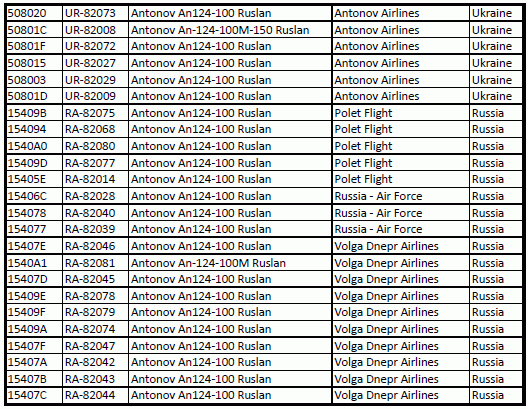 508020 UR-82073 Antonov An124-100 Ruslan Antonov Airlines Ukraine
50801C UR-82008 Antonov An-124-100M-150 Ruslan Antonov Airlines Ukraine
50801F UR-82072 Antonov An124-100 Ruslan Antonov Airlines Ukraine
508015 UR-82027 Antonov An124-100 Ruslan Antonov Airlines Ukraine
508003 UR-82029 Antonov An124-100 Ruslan Antonov Airlines Ukraine
50801D UR-82009 Antonov An124-100 Ruslan Antonov Airlines Ukraine
15409B RA-82075 Antonov An124-100 Ruslan Polet Flight Russia
154094 RA-82068 Antonov An124-100 Ruslan Polet Flight Russia
1540A0 RA-82080 Antonov An124-100 Ruslan Polet Flight Russia
15409D RA-82077 Antonov An124-100 Ruslan Polet Flight Russia
15405E RA-82014 Antonov An124-100 Ruslan Polet Flight Russia
15406C RA-82028 Antonov An124-100 Ruslan Russia - Air Force Russia
154078 RA-82040 Antonov An124-100 Ruslan Russia - Air Force Russia
154077 RA-82039 Antonov An124-100 Ruslan Russia - Air Force Russia
15407E RA-82046 Antonov An124-100 Ruslan Volga Dnepr Airlines Russia
1540A1 RA-82081 Antonov An-124-100M Ruslan Volga Dnepr Airlines Russia
15407D RA-82045 Antonov An124-100 Ruslan Volga Dnepr Airlines Russia
15409E RA-82078 Antonov An124-100 Ruslan Volga Dnepr Airlines Russia
15409F RA-82079 Antonov An124-100 Ruslan Volga Dnepr Airlines Russia
15409A RA-82074 Antonov An124-100 Ruslan Volga Dnepr Airlines Russia
15407F RA-82047 Antonov An124-100 Ruslan Volga Dnepr Airlines Russia
15407A RA-82042 Antonov An124-100 Ruslan Volga Dnepr Airlines Russia
15407B RA-82043 Antonov An124-100 Ruslan Volga Dnepr Airlines Russia
15407C RA-82044 Antonov An124-100 Ruslan Volga Dnepr Airlines Russia